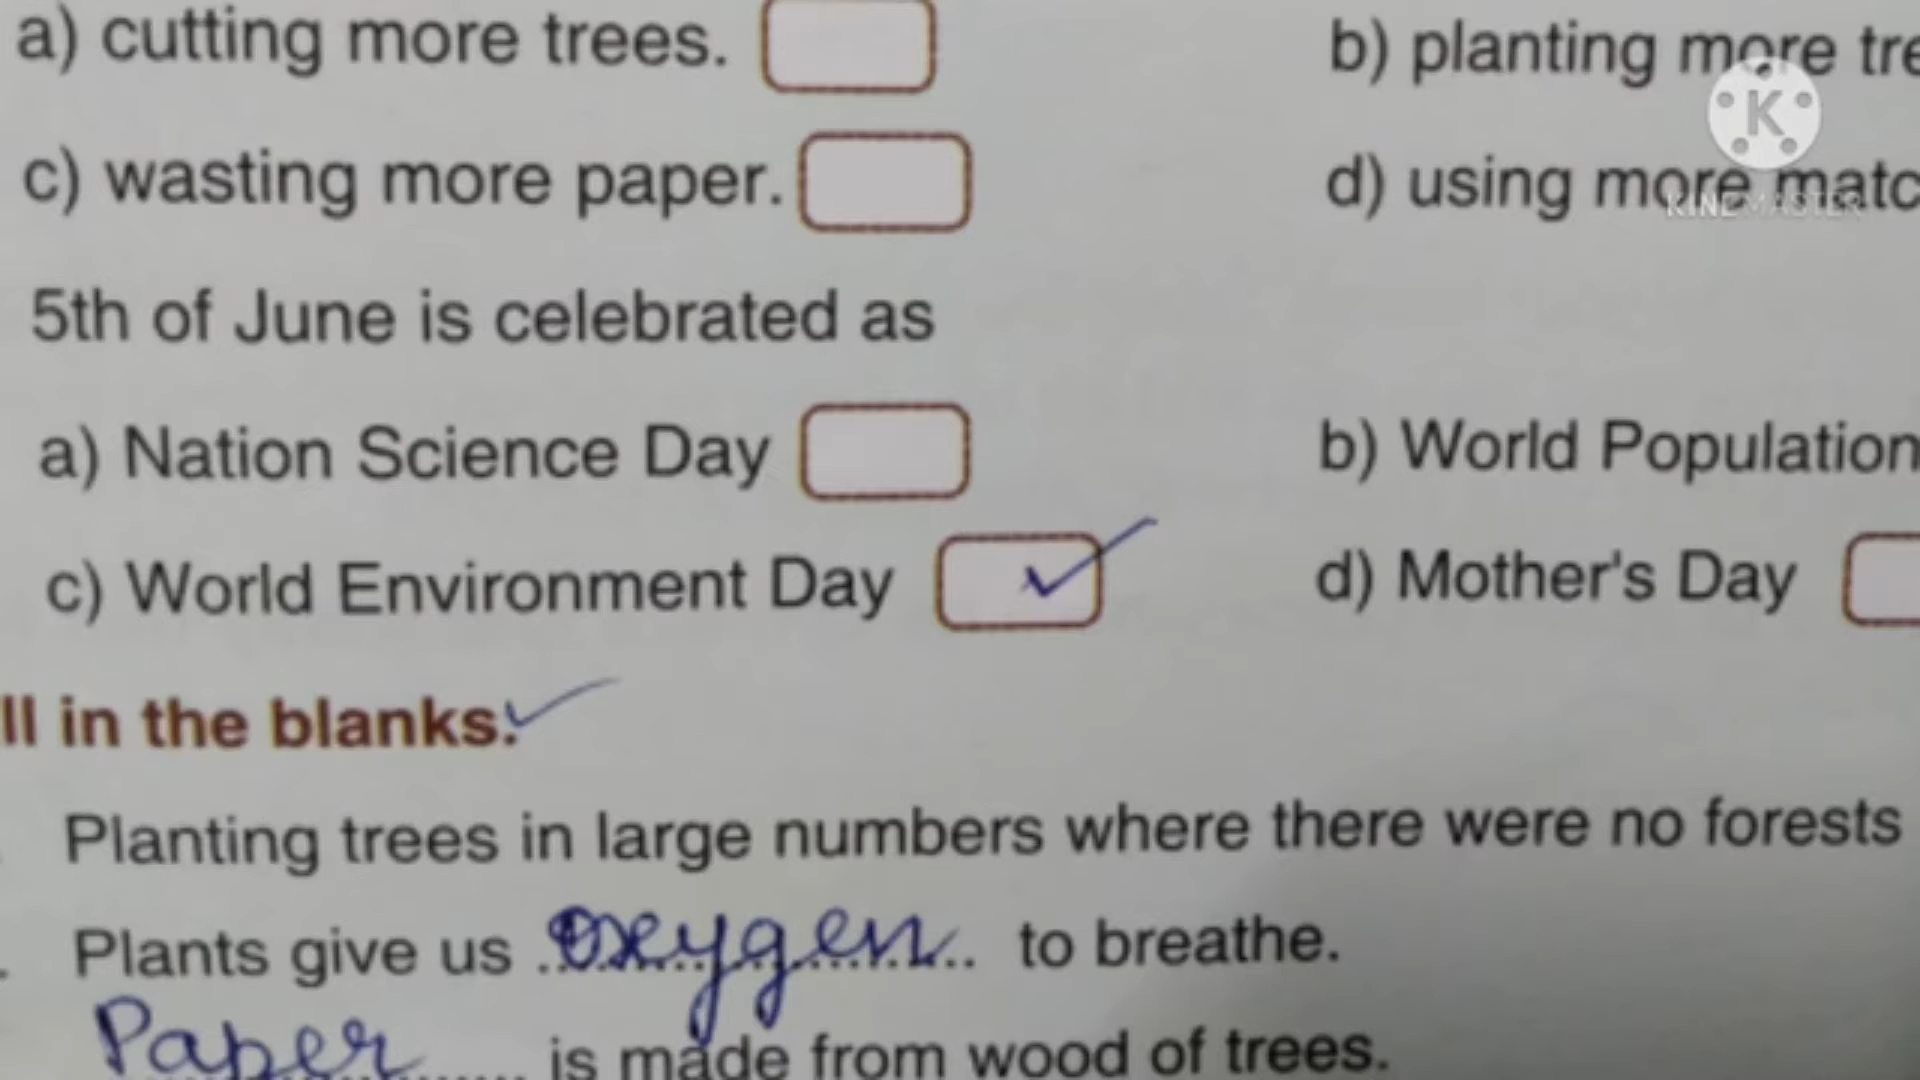 a) cutting more trees.
b) planting more tre
c) wasting more paper.
d) using more matc
5th of June is celebrated as
a) Nation Science Day
b) World Population
c) World Environment Day
d) Mother's Day
ll in the blanks.
Planting trees in large numbers where there were no forests
Plants give us oxygen to breathe.
Paper is made from wood of trees.
K
KINEMASTER